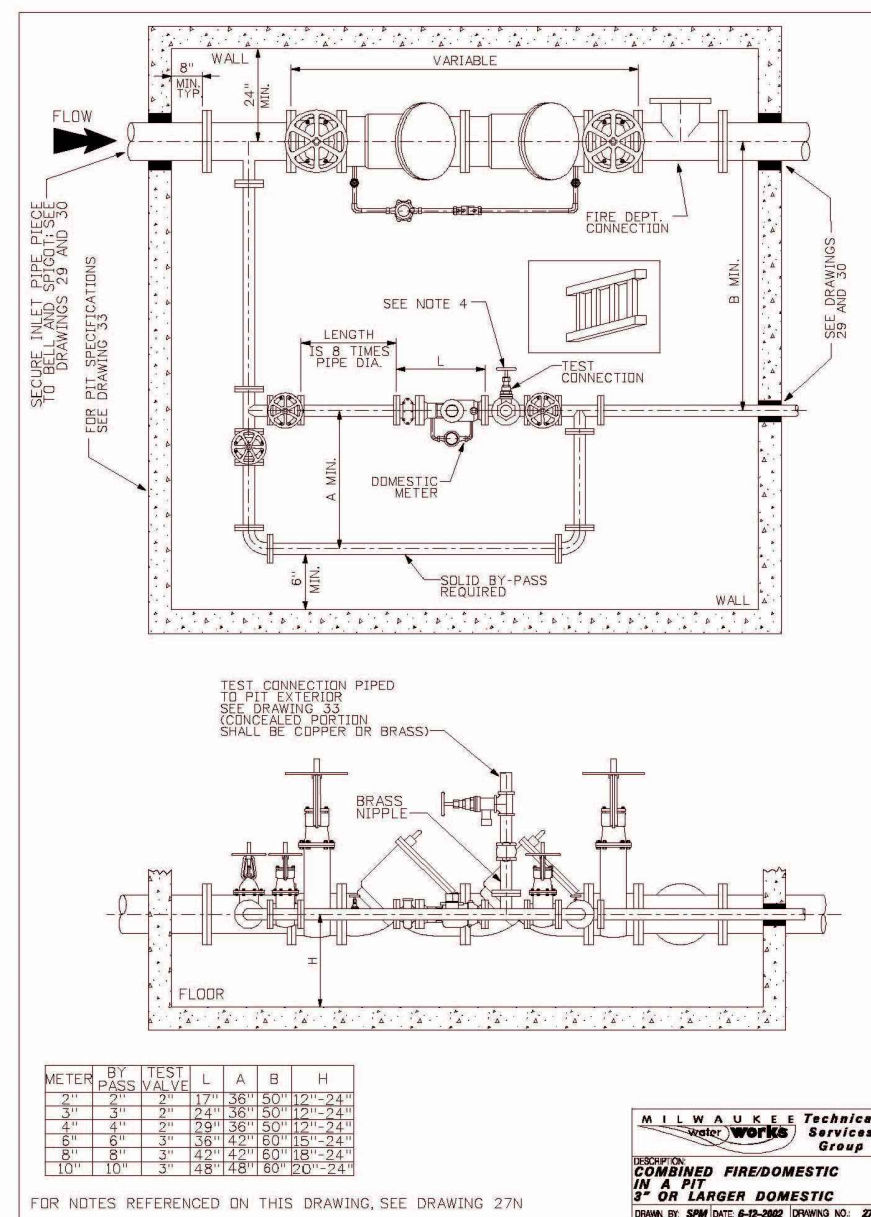 WALL
VARIABLE
8"
MIN.
TYP.
24"
MIN.
FLOW
FIRE DEPT.
CONNECTION
B MIN.
SECURE INLET PIPE PIECE
TO BELL AND SPIGOT; SEE
DRAWINGS 29 AND 30
FOR PIT SPECIFICATIONS
SEE DRAWING 33
SEE DRAWINGS
29 AND 30
SEE NOTE 4
LENGTH
IS 8 TIMES
PIPE DIA.
L
TEST
CONNECTION
A MIN.
DOMESTIC
METER
6"
MIN.
SOLID BY-PASS
REQUIRED
WALL
TEST CONNECTION PIPED
TO PIT EXTERIOR
SEE DRAWING 33
(CONCEALED PORTION
SHALL BE COPPER OR BRASS)
BRASS
NIPPLE
H
FLOOR
METER BY PASS TEST VALVE L A B H
2" 2" 2" 17" 36" 50" 12"-24"
3" 3" 2" 24" 36" 50" 12"-24"
4" 4" 2" 29" 36" 50" 12"-24"
6" 6" 3" 36" 42" 60" 15"-24"
8" 8" 3" 42" 42" 60" 18"-24"
10" 10" 3" 48" 48" 60" 20"-24"
FOR NOTES REFERENCED ON THIS DRAWING, SEE DRAWING 27N
MILWAUKEE Technica
water works Services
Group
DESCRIPTION:
COMBINED FIRE/DOMESTIC
IN A PIT
3" OR LARGER DOMESTIC
DRAWN BY: SPM DATE: 6-12-2002 DRAWING NO.: 27